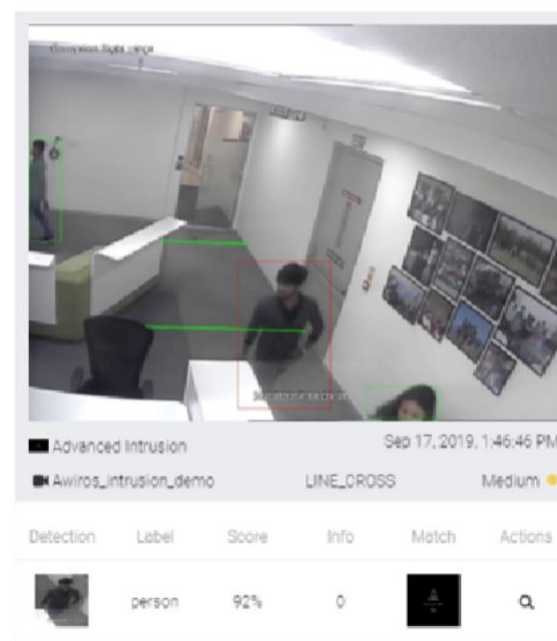 Advanced Intrusion
Sep 17, 2019, 1:46:46 PM
Awiros_intrusion_demo
LINE_CROSS
Medium
Detection
Label
Score
Info
Match
Actions
person
92%
0